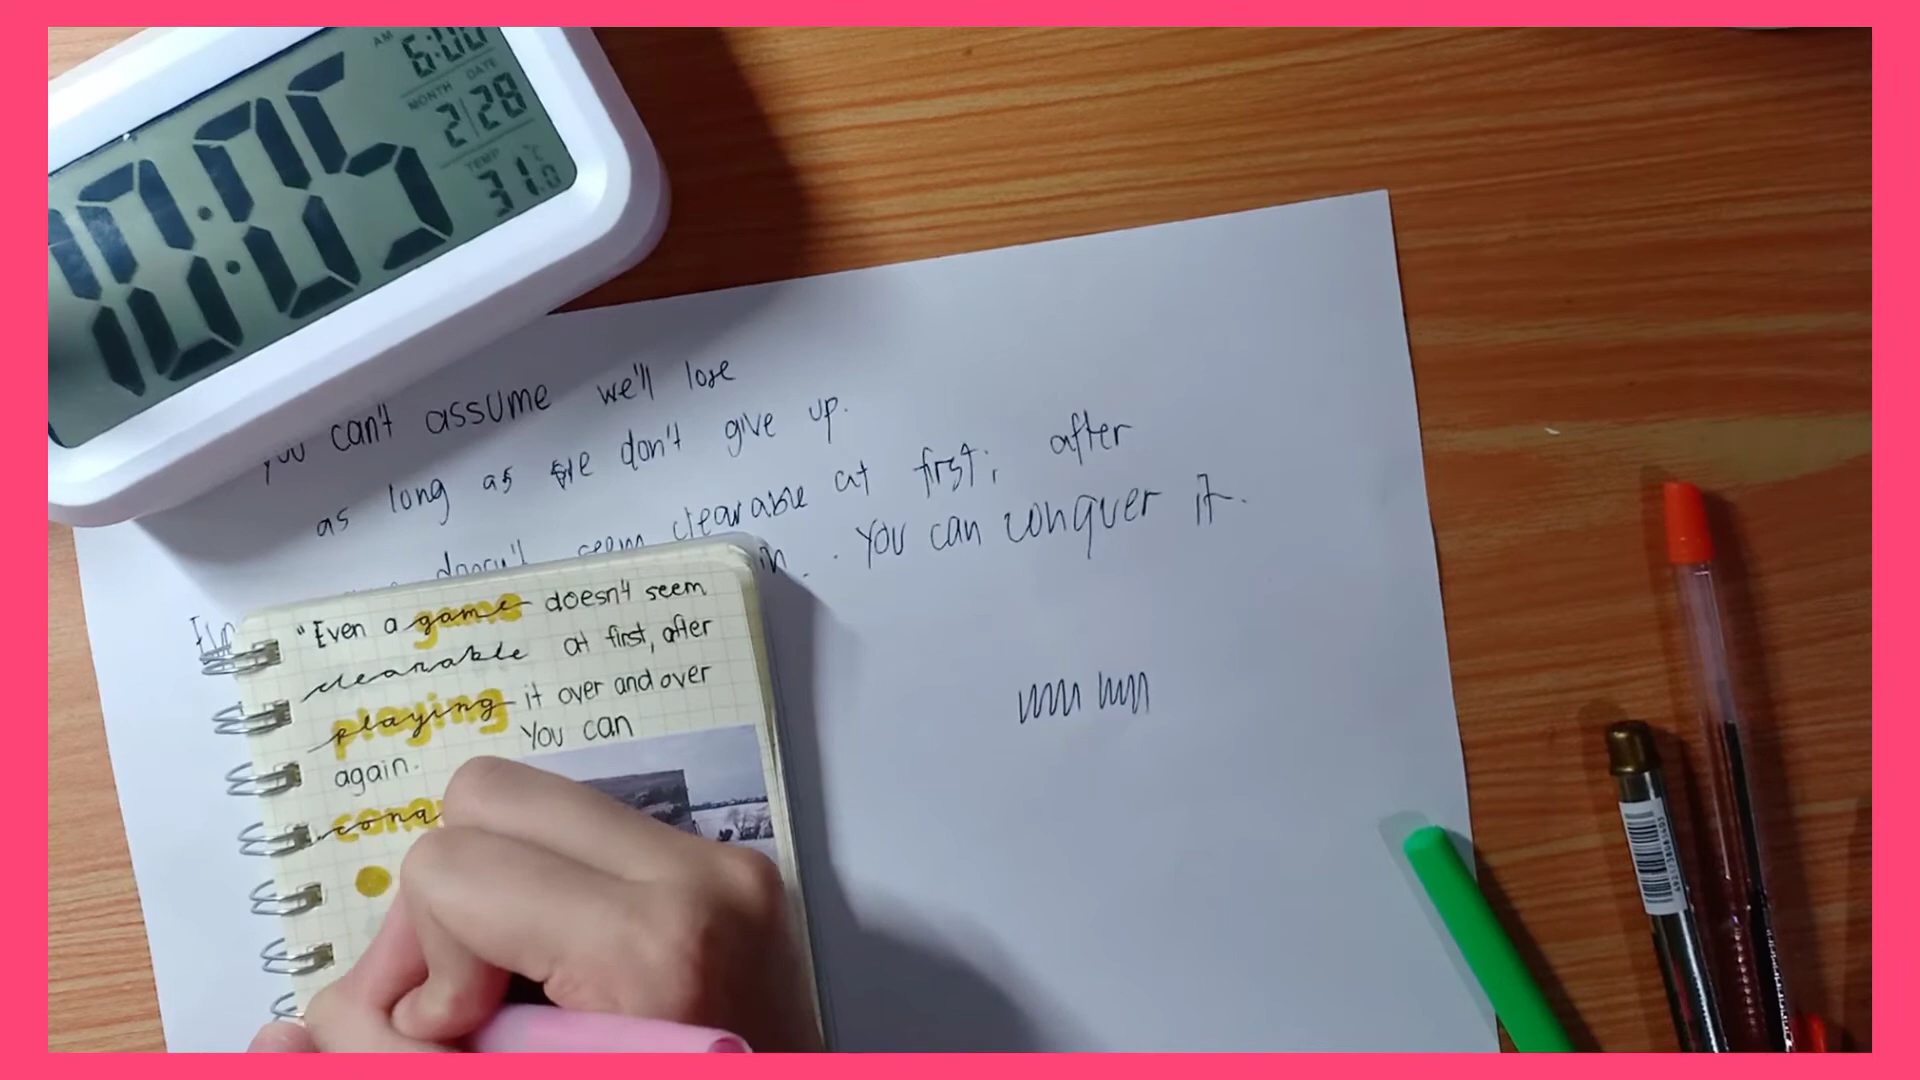 AM 6:00
MONTH DATE
2 28
TEMP
31.0 °C
10:05
you can't assume we'll lose
as long as we don't give up.
doesn't seem clearable at first; after
in. . You can conquer it.
"Even a game doesn't seem
clearable at first, after
playing it over and over
again. You can
conq